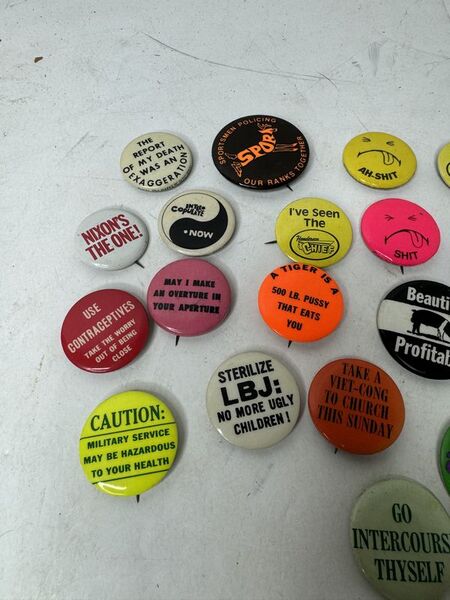 THE
REPORT
OF MY DEATH
WAS AN
EXAGGERATION
SPORTSMEN POLICING
SPORT
OUR RANKS TOGETHER
AH-SHIT
NIXON'S
THE ONE!
INTER
COPULATE
NOW
I've Seen
The
CHIEF
SHIT
USE
CONTRACEPTIVES
TAKE THE WORRY
OUT OF BEING
CLOSE
MAY I MAKE
AN OVERTURE IN
YOUR APERTURE
A TIGER IS A
500 LB. PUSSY
THAT EATS
YOU
Beauti
Profitab
CAUTION:
MILITARY SERVICE
MAY BE HAZARDOUS
TO YOUR HEALTH
STERILIZE
LBJ:
NO MORE UGLY
CHILDREN!
TAKE A
VIET-CONG
TO CHURCH
THIS SUNDAY
GO
INTERCOURS
THYSELF